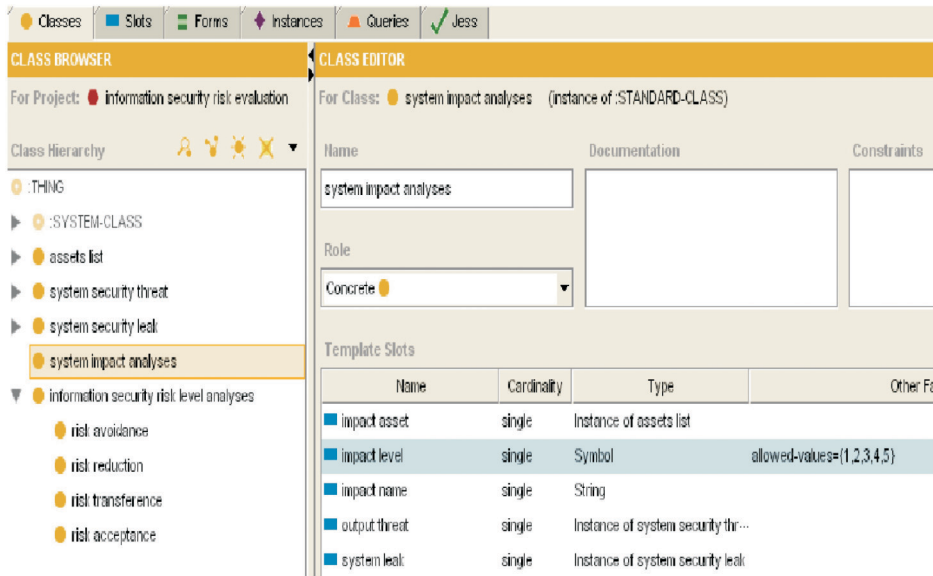 Classes Slots Forms Instances Queries Jess
CLASS BROWSER
For Project: information security risk evaluation
Class Hierarchy
:THING
:SYSTEM-CLASS
assets list
system security threat
system security leak
system impact analyses
information security risk level analyses
risk avoidance
risk reduction
risk transference
risk acceptance
CLASS EDITOR
For Class: system impact analyses (instance of :STANDARD-CLASS)
Name Documentation Constraints
system impact analyses
Role
Concrete
Template Slots
Name Cardinality Type Other Fa
impact asset single Instance of assets list
impact level single Symbol allowed-values={1,2,3,4,5}
impact name single String
output threat single Instance of system security thr···
system leak single Instance of system security leak